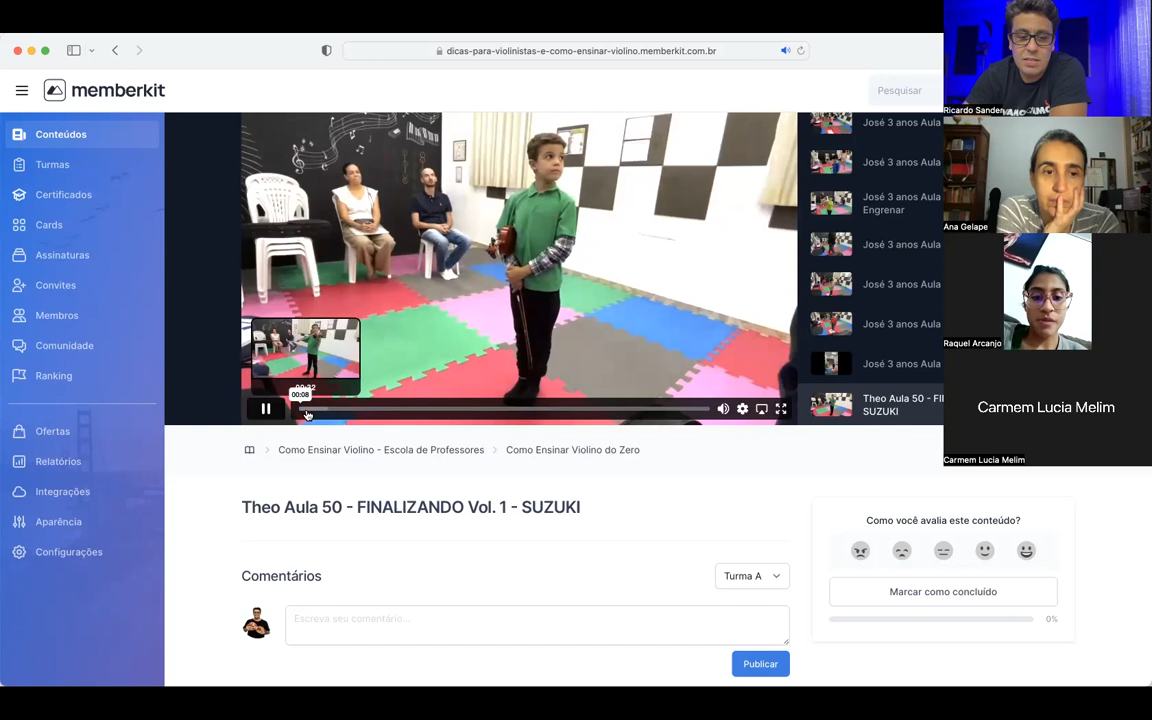 dicas-para-violinistas-e-como-ensinar-violino.memberkit.com.br
memberkit
Pesquisar
Conteúdos
Turmas
Certificados
Cards
Assinaturas
Convites
Membros
Comunidade
Ranking
Ofertas
Relatórios
Integrações
Aparência
Configurações
00:08
José 3 anos Aula
José 3 anos Aula
José 3 anos Aula
Engrenar
José 3 anos Aula
José 3 anos Aula
José 3 anos Aula
José 3 anos Aula
Theo Aula 50 - FI
SUZUKI
Como Ensinar Violino - Escola de Professores
Como Ensinar Violino do Zero
Theo Aula 50 - FINALIZANDO Vol. 1 - SUZUKI
Comentários
Turma A
Escreva seu comentário...
Publicar
Como você avalia este conteúdo?
Marcar como concluído
0%
Ricardo Sander
Ana Gelape
Raquel Arcanjo
Carmem Lucia Melim
Carmem Lucia Melim